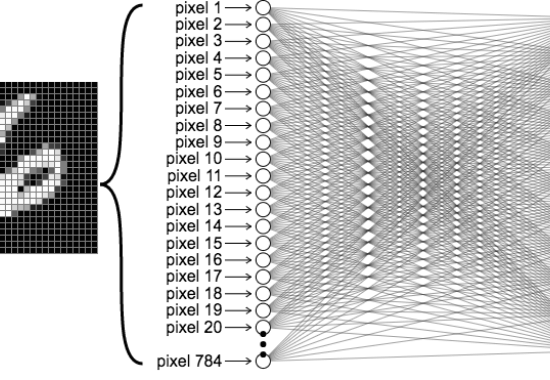 pixel 1
pixel 2
pixel 3
pixel 4
pixel 5
pixel 6
pixel 7
pixel 8
pixel 9
pixel 10
pixel 11
pixel 12
pixel 13
pixel 14
pixel 15
pixel 16
pixel 17
pixel 18
pixel 19
pixel 20
pixel 784